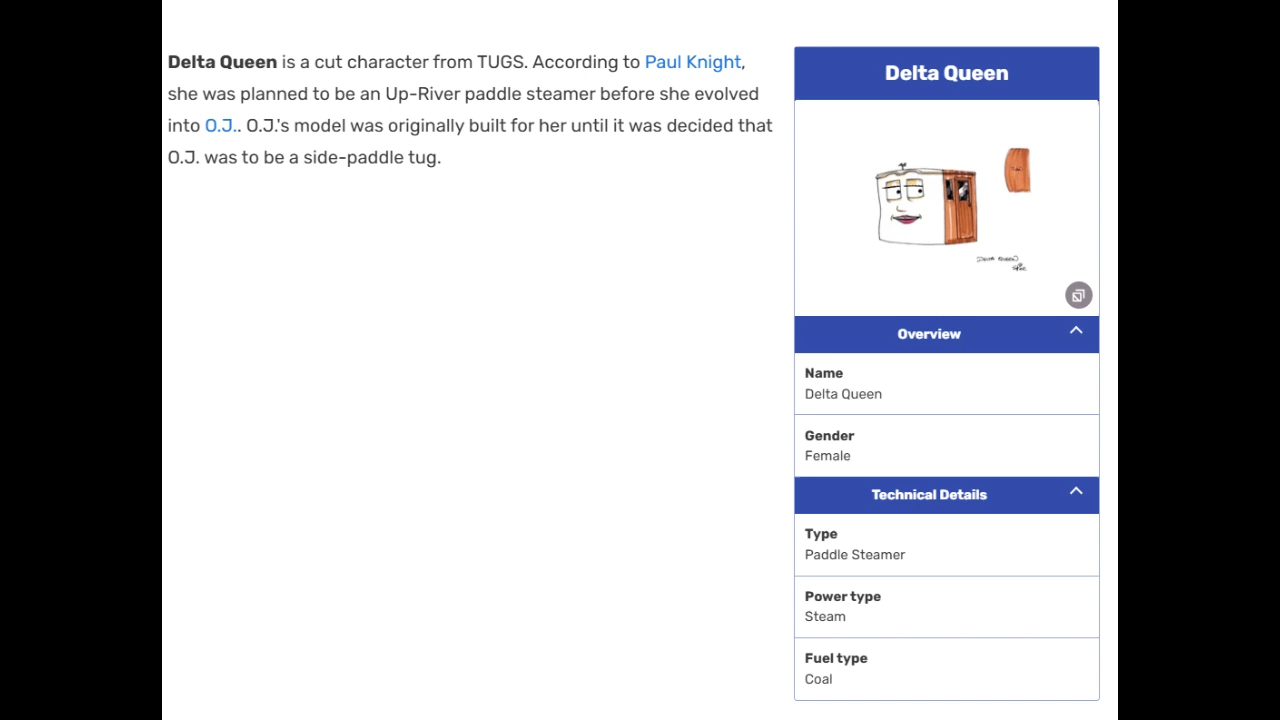 Delta Queen is a cut character from TUGS. According to Paul Knight,
she was planned to be an Up-River paddle steamer before she evolved
into O.J.. O.J.'s model was originally built for her until it was decided that
O.J. was to be a side-paddle tug.
Delta Queen
DELTA QUEEN
Overview
Name
Delta Queen
Gender
Female
Technical Details
Type
Paddle Steamer
Power type
Steam
Fuel type
Coal